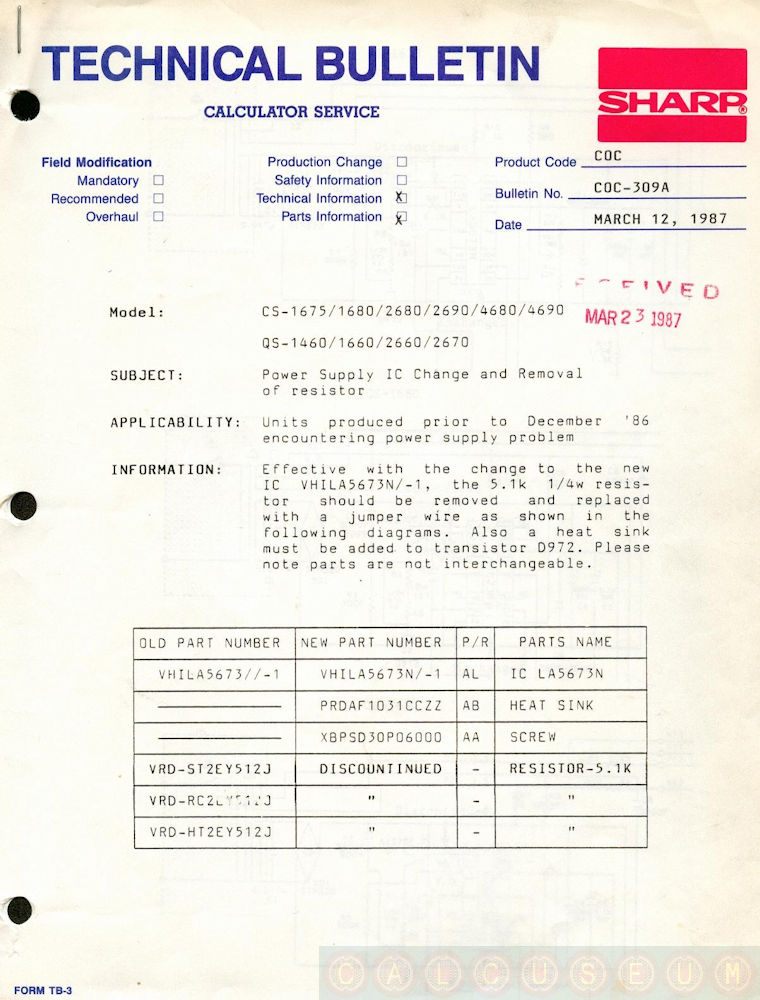 TECHNICAL BULLETIN
CALCULATOR SERVICE
SHARP®
Field Modification
Mandatory ☐
Recommended ☐
Overhaul ☐
Production Change ☐
Safety Information ☐
Technical Information ☒
Parts Information ☒
Product Code COC
Bulletin No. COC-309A
Date MARCH 12, 1987
MAR 23 1987
Model: CS-1675/1680/2680/2690/4680/4690
QS-1460/1660/2660/2670
SUBJECT: Power Supply IC Change and Removal
of resistor
APPLICABILITY: Units produced prior to December '86
encountering power supply problem
INFORMATION: Effective with the change to the new
IC VHILA5673N/-1, the 5.1k 1/4w resis-
tor should be removed and replaced
with a jumper wire as shown in the
following diagrams. Also a heat sink
must be added to transistor D972. Please
note parts are not interchangeable.
OLD PART NUMBER NEW PART NUMBER P/R PARTS NAME
VHILA5673//-1 VHILA5673N/-1 AL IC LA5673N
PRDAF1031CCZZ AB HEAT SINK
XBPSD30P06000 AA SCREW
VRD-ST2EY512J DISCOUNTINUED - RESISTOR-5.1K
VRD-RC2EY512J " - "
VRD-HT2EY512J " - "
FORM TB-3
CALCUSEUM